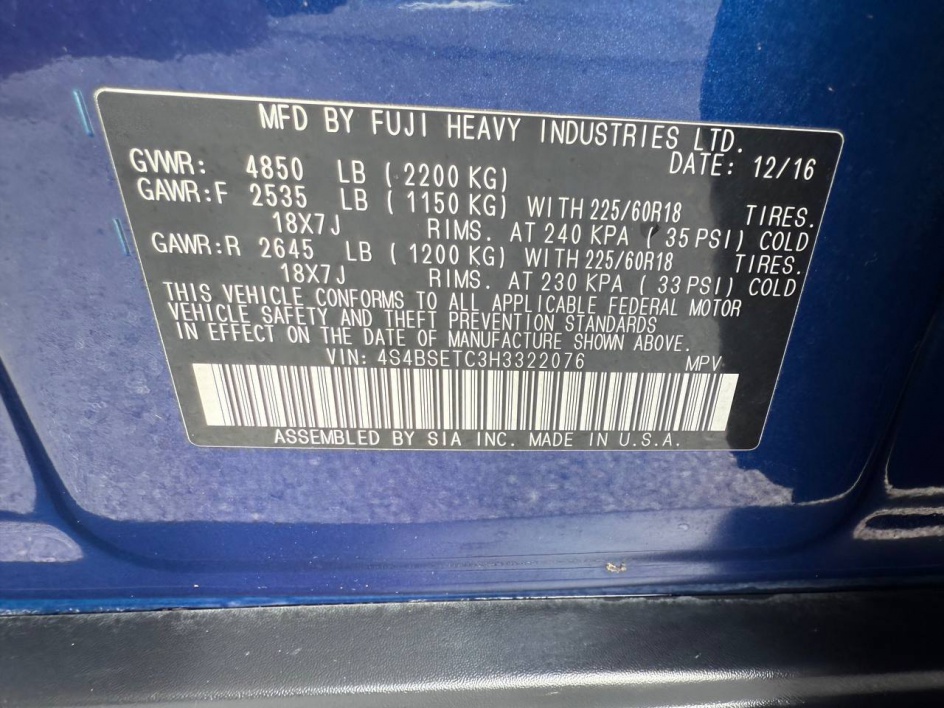 MFD BY FUJI HEAVY INDUSTRIES LTD.
GVWR: 4850 LB ( 2200 KG) DATE: 12/16
GAWR:F 2535 LB ( 1150 KG) WITH 225/60R18 TIRES.
18X7J RIMS. AT 240 KPA ( 35 PSI) COLD
GAWR:R 2645 LB ( 1200 KG) WITH 225/60R18 TIRES.
18X7J RIMS. AT 230 KPA ( 33 PSI) COLD
THIS VEHICLE CONFORMS TO ALL APPLICABLE FEDERAL MOTOR
VEHICLE SAFETY AND THEFT PREVENTION STANDARDS
IN EFFECT ON THE DATE OF MANUFACTURE SHOWN ABOVE.
VIN: 4S4BSETC3H3322076 MPV
ASSEMBLED BY SIA INC. MADE IN U.S.A.